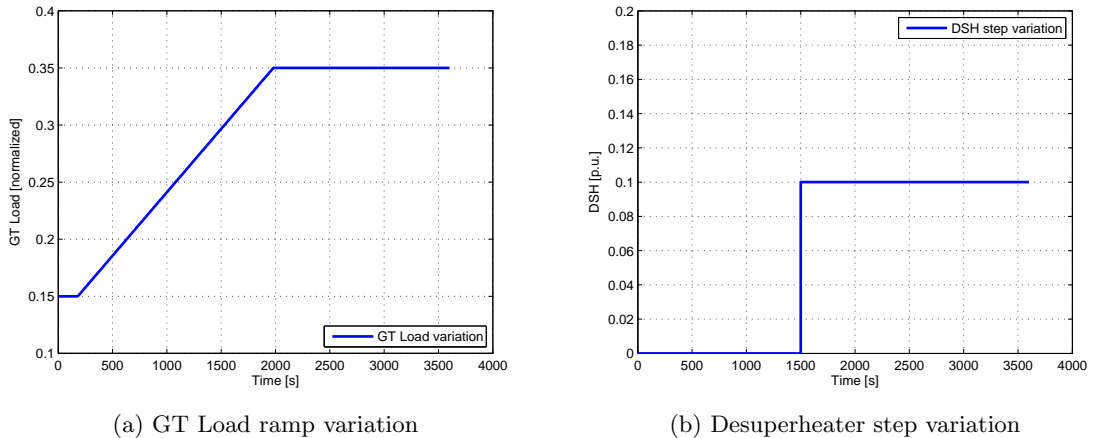 0.4
0.35
0.3
0.25
0.2
0.15
0.1
GT Load [normalized]
GT Load variation
0 500 1000 1500 2000 2500 3000 3500 4000
Time [s]
(a) GT Load ramp variation
0.2
0.18
0.16
0.14
0.12
0.1
0.08
0.06
0.04
0.02
0
DSH [p.u.]
DSH step variation
0 500 1000 1500 2000 2500 3000 3500 4000
Time [s]
(b) Desuperheater step variation